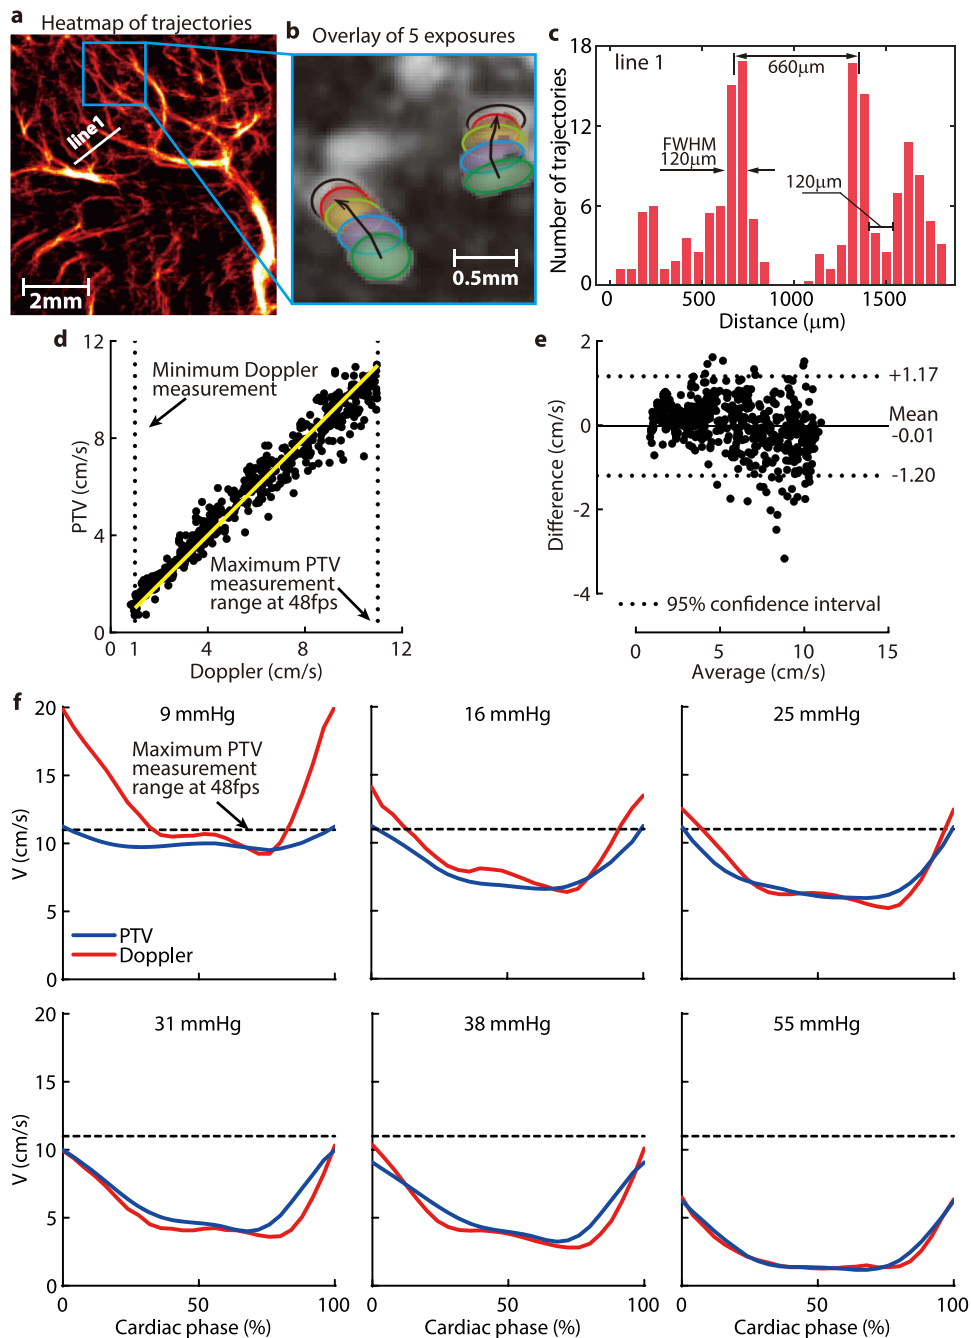 a
Heatmap of trajectories
line1
2mm
b
Overlay of 5 exposures
0.5mm
c
18
12
6
0
Number of trajectories
line 1
660μm
FWHM
120μm
120μm
0
500
1000
1500
Distance (μm)
d
12
8
4
0
PTV (cm/s)
Minimum Doppler
measurement
Maximum PTV
measurement
range at 48fps
0
1
4
8
12
Doppler (cm/s)
e
2
0
-2
-4
Difference (cm/s)
+1.17
Mean
-0.01
-1.20
95% confidence interval
0
5
10
15
Average (cm/s)
f
20
15
10
5
0
V (cm/s)
9 mmHg
Maximum PTV
measurement
range at 48fps
PTV
Doppler
16 mmHg
25 mmHg
20
15
10
5
0
V (cm/s)
31 mmHg
38 mmHg
55 mmHg
0
50
100
Cardiac phase (%)
0
50
100
Cardiac phase (%)
0
50
100
Cardiac phase (%)